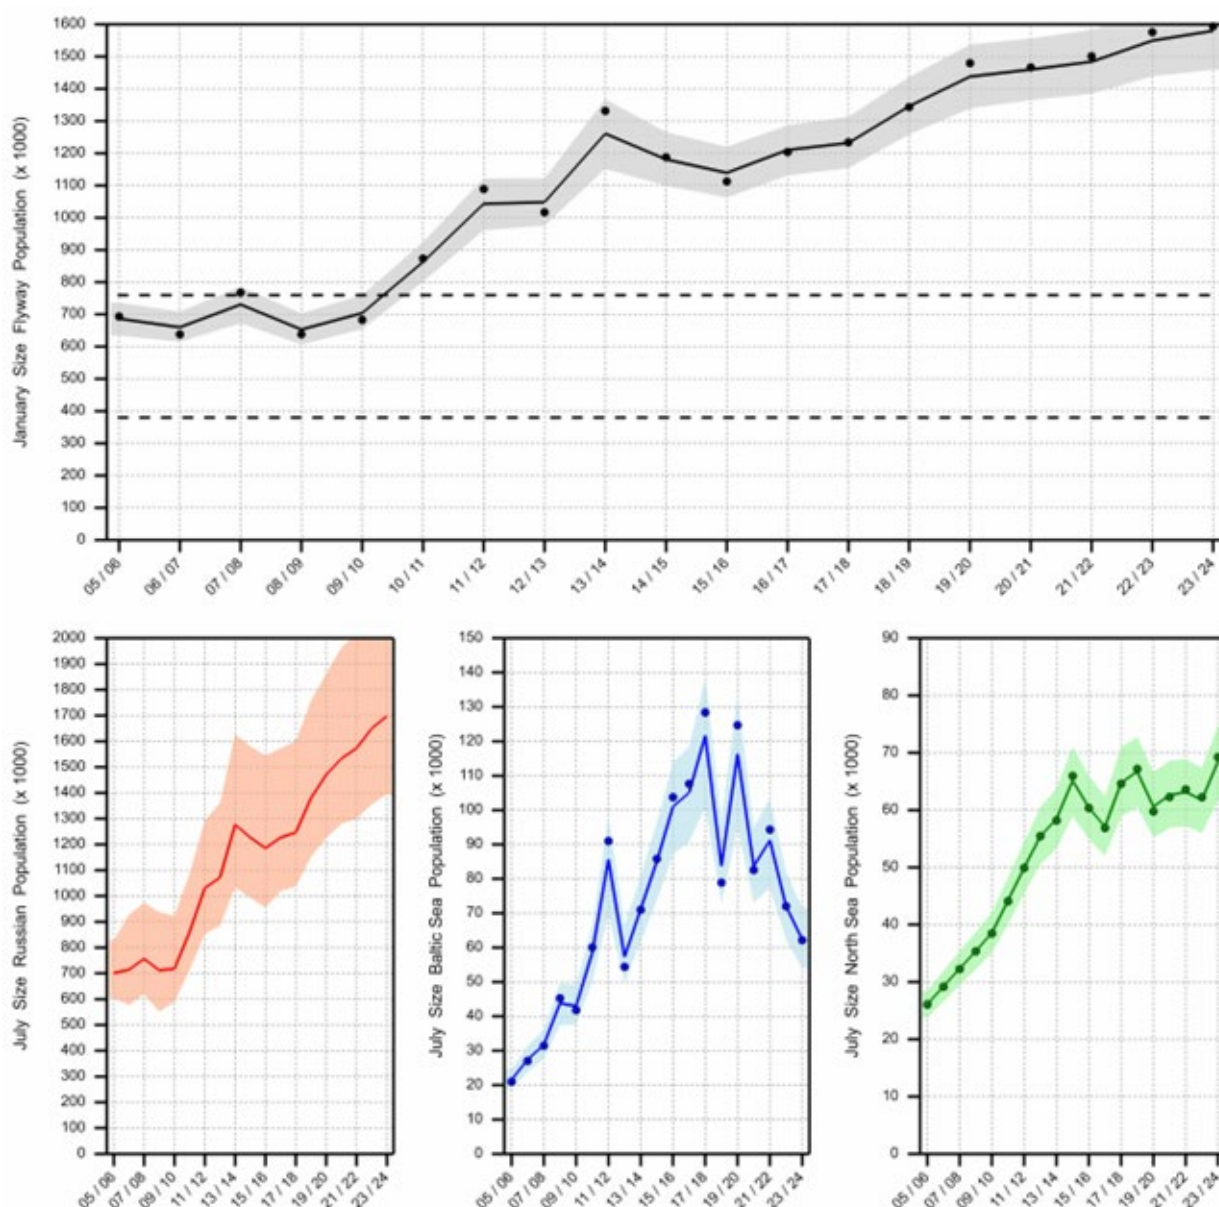 January Size Flyway Population (x 1000)
1600
1500
1400
1300
1200
1100
1000
900
800
700
600
500
400
300
200
100
0
05 / 06
06 / 07
07 / 08
08 / 09
09 / 10
10 / 11
11 / 12
12 / 13
13 / 14
14 / 15
15 / 16
16 / 17
17 / 18
18 / 19
19 / 20
20 / 21
21 / 22
22 / 23
23 / 24
July Size Russian Population (x 1000)
2000
1900
1800
1700
1600
1500
1400
1300
1200
1100
1000
900
800
700
600
500
400
300
200
100
0
05 / 06
07 / 08
09 / 10
11 / 12
13 / 14
15 / 16
17 / 18
19 / 20
21 / 22
23 / 24
July Size Baltic Sea Population (x 1000)
150
140
130
120
110
100
90
80
70
60
50
40
30
20
10
0
05 / 06
07 / 08
09 / 10
11 / 12
13 / 14
15 / 16
17 / 18
19 / 20
21 / 22
23 / 24
July Size North Sea Population (x 1000)
90
80
70
60
50
40
30
20
10
0
05 / 06
07 / 08
09 / 10
11 / 12
13 / 14
15 / 16
17 / 18
19 / 20
21 / 22
23 / 24